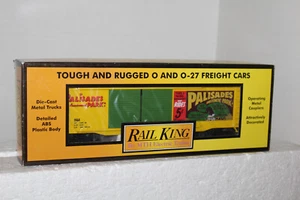 TOUGH AND RUGGED O AND O-27 FREIGHT CARS
Die-Cast
Metal Trucks
Detailed
ABS
Plastic Body
PALISADES
PARK
PALISADES
RAIL KING
Operating
Metal
Couplers
Attractively
Decorated